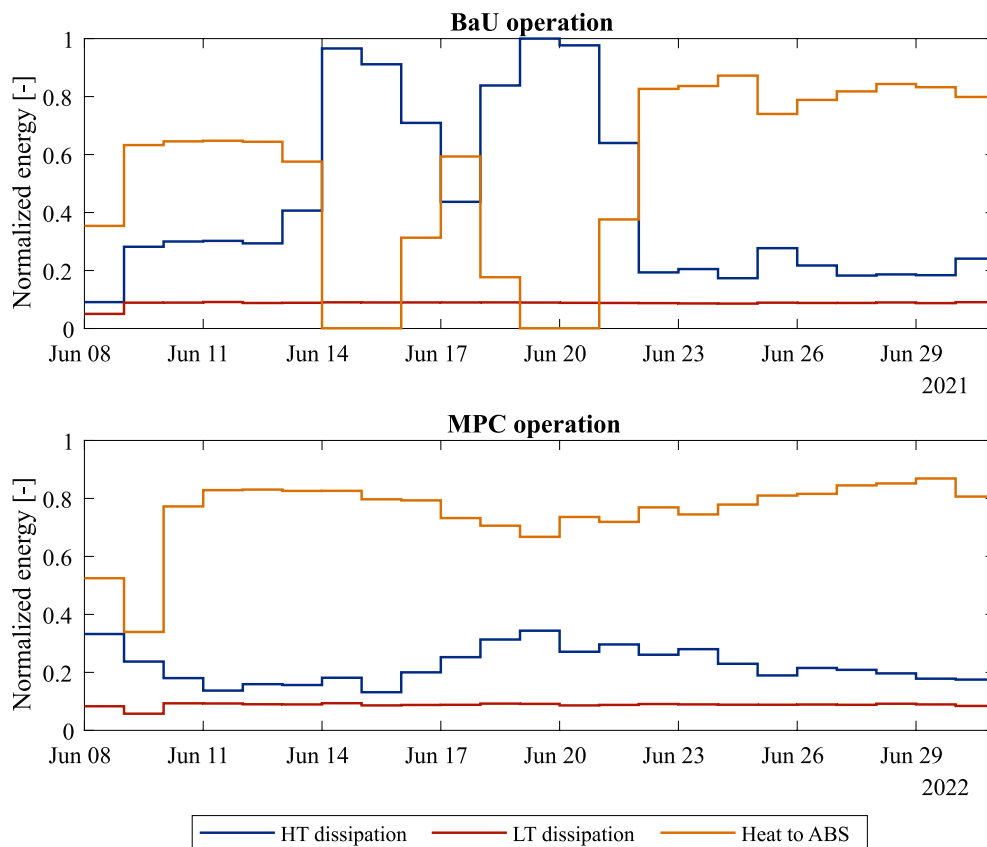 BaU operation
Normalized energy [-]
1
0.8
0.6
0.4
0.2
0
Jun 08 Jun 11 Jun 14 Jun 17 Jun 20 Jun 23 Jun 26 Jun 29
2021
MPC operation
Normalized energy [-]
1
0.8
0.6
0.4
0.2
0
Jun 08 Jun 11 Jun 14 Jun 17 Jun 20 Jun 23 Jun 26 Jun 29
2022
HT dissipation LT dissipation Heat to ABS